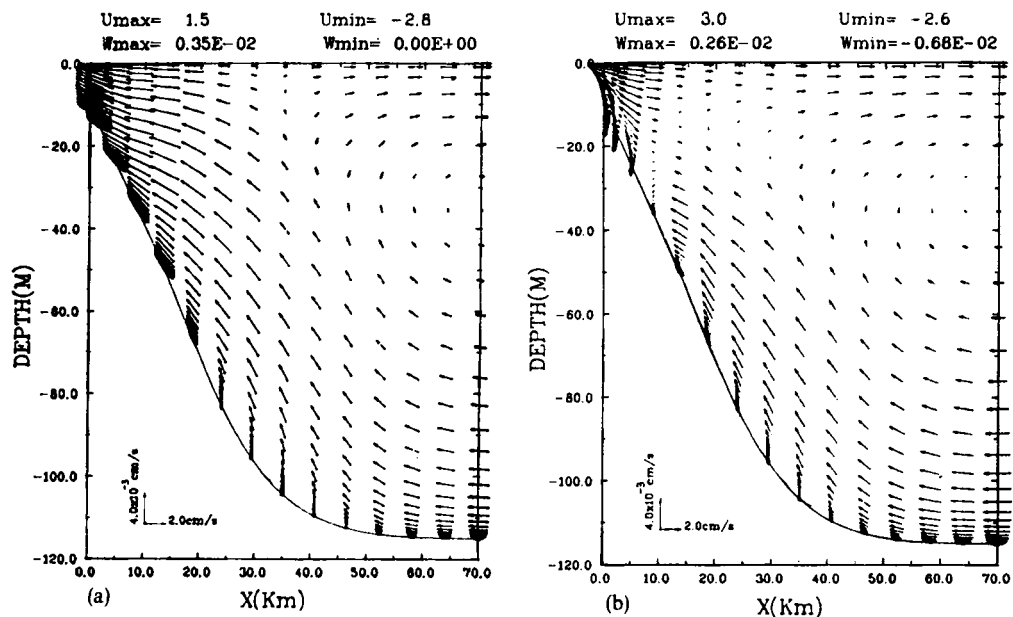 Umax= 1.5 Umin= -2.8
Wmax= 0.35E-02 Wmin= 0.00E+00
0.0
-20.0
-40.0
-60.0
-80.0
-100.0
-120.0
DEPTH(M)
4.0x10-3 cm/s
2.0cm/s
0.0 10.0 20.0 30.0 40.0 50.0 60.0 70.0
(a) X(Km)
Umax= 3.0 Umin= -2.6
Wmax= 0.26E-02 Wmin= -0.68E-02
0.0
-20.0
-40.0
-60.0
-80.0
-100.0
-120.0
DEPTH(M)
4.0x10-3 cm/s
2.0cm/s
0.0 10.0 20.0 30.0 40.0 50.0 60.0 70.0
(b) X(Km)